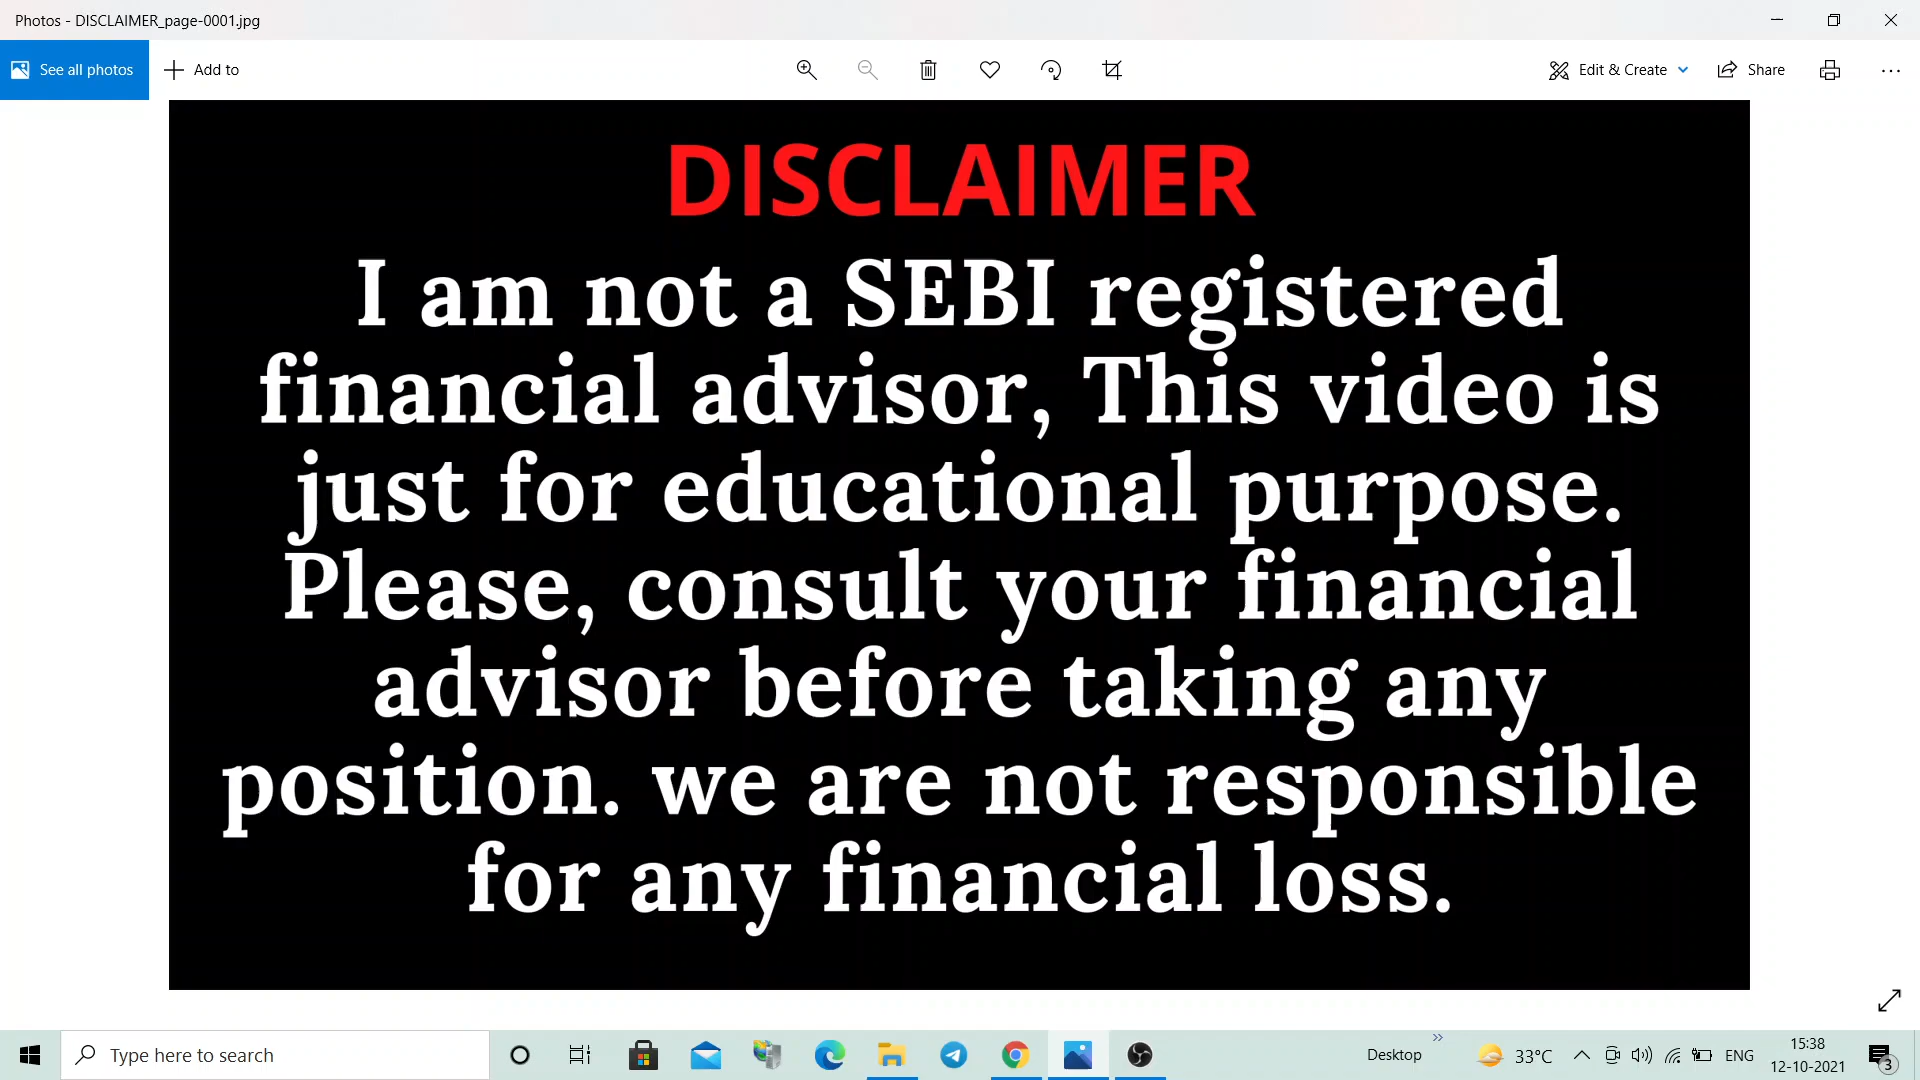 Photos - DISCLAIMER_page-0001.jpg
See all photos
Add to
Edit & Create
Share
DISCLAIMER
I am not a SEBI registered
financial advisor, This video is
just for educational purpose.
Please, consult your financial
advisor before taking any
position. we are not responsible
for any financial loss.
Type here to search
Desktop
33°C
ENG
15:38
12-10-2021
3